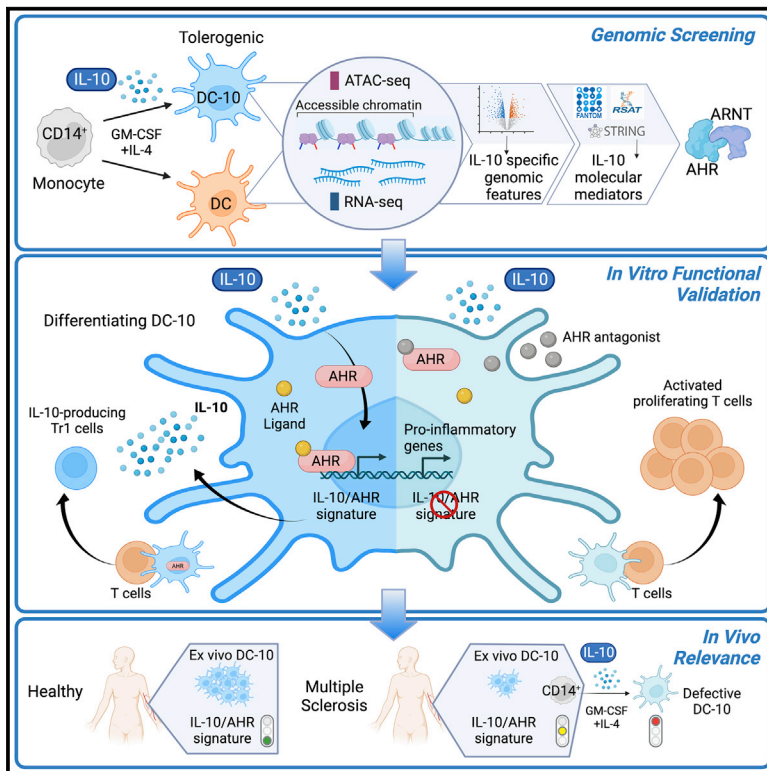 Genomic Screening
Tolerogenic
IL-10
DC-10
CD14+
GM-CSF
+IL-4
Monocyte
DC
ATAC-seq
Accessible chromatin
RNA-seq
IL-10 specific
genomic
features
FANTOM
RSAT
STRING
IL-10
molecular
mediators
ARNT
AHR
In Vitro Functional
Validation
IL-10
IL-10
Differentiating DC-10
AHR antagonist
AHR
AHR
IL-10-producing
Tr1 cells
IL-10
AHR
Ligand
Activated
proliferating T cells
Pro-inflammatory
genes
AHR
IL-10/AHR
signature
IL-10/AHR
signature
AHR
T cells
T cells
In Vivo
Relevance
Healthy
Ex vivo DC-10
IL-10/AHR
signature
Multiple
Sclerosis
Ex vivo DC-10
CD14+
IL-10/AHR
signature
IL-10
GM-CSF
+IL-4
Defective
DC-10